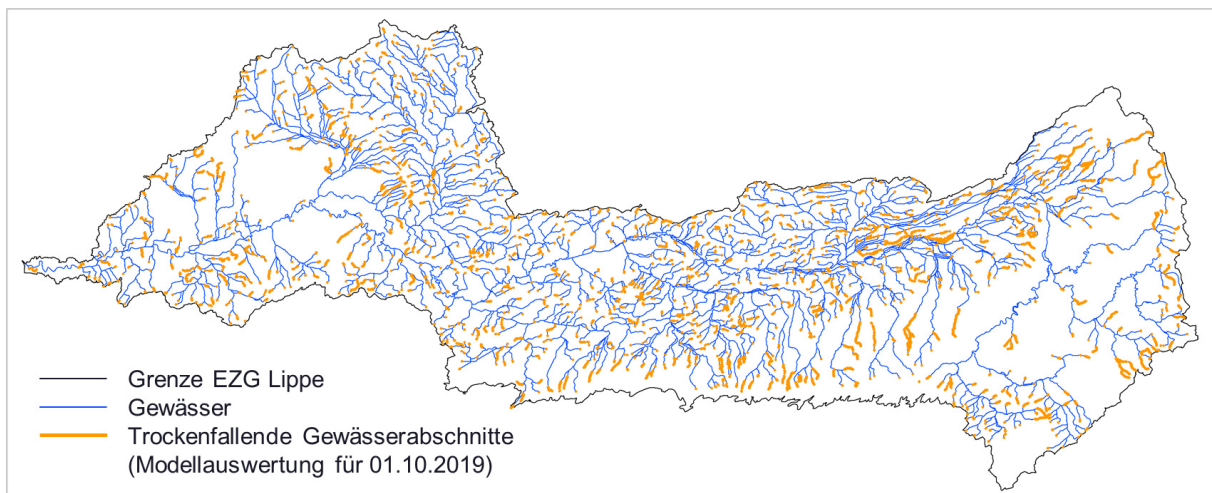 Grenze EZG Lippe
Gewässer
Trockenfallende Gewässerabschnitte
(Modellauswertung für 01.10.2019)